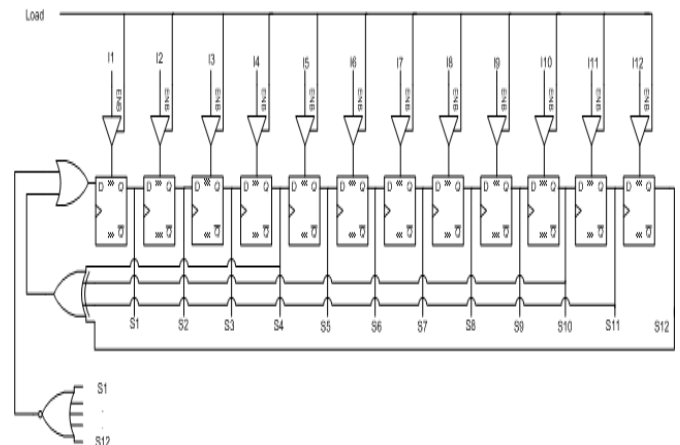 Load
I1 I2 I3 I4 I5 I6 I7 I8 I9 I10 I11 I12
ENB ENB ENB ENB ENB ENB ENB ENB ENB ENB ENB ENB
D Q D Q D Q D Q D Q D Q D Q D Q D Q D Q D Q D Q
Q Q Q Q Q Q Q Q Q Q Q Q
S1 S2 S3 S4 S5 S6 S7 S8 S9 S10 S11 S12
S1
.
S12